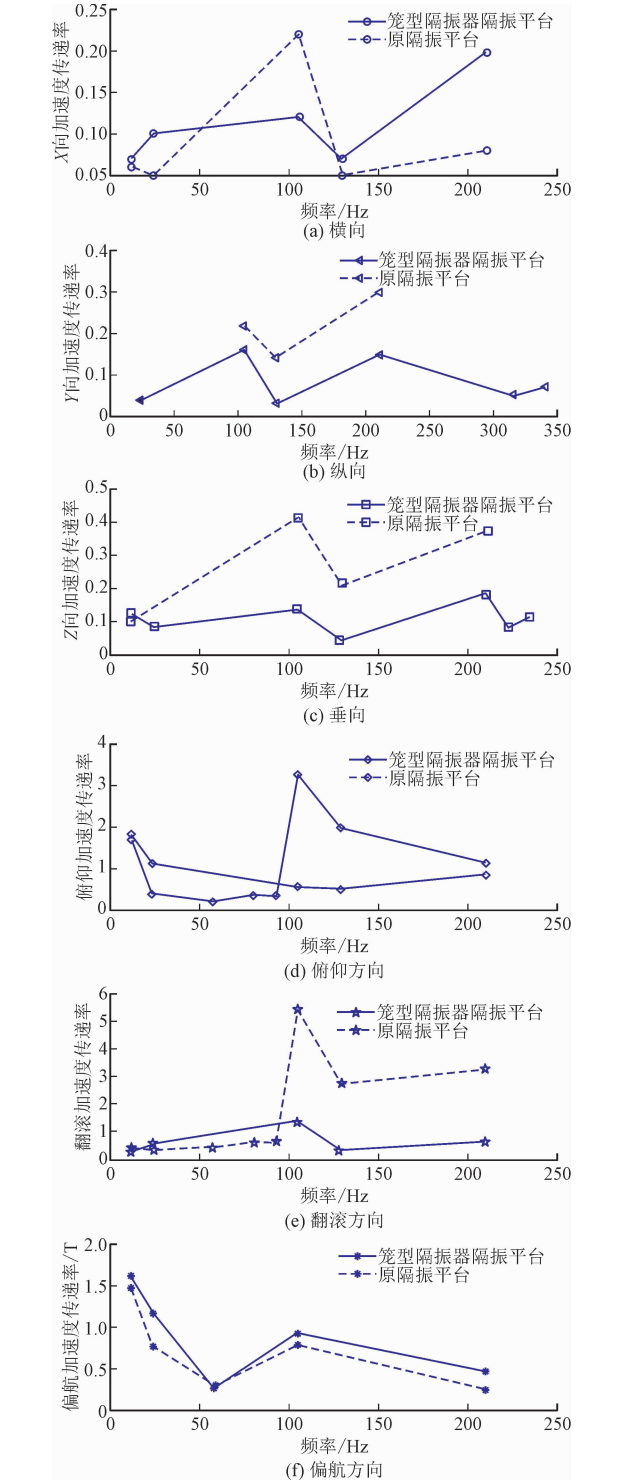 0.25
0.20
0.15
0.10
0.05
X向加速度传递率
笼型隔振器隔振平台
原隔振平台
0 50 100 150 200 250
频率/Hz
(a) 横向
0.4
0.3
0.2
0.1
0
Y向加速度传递率
笼型隔振器隔振平台
原隔振平台
50 100 150 200 250 300 350
频率/Hz
(b) 纵向
0.5
0.4
0.3
0.2
0.1
0
Z向加速度传递率
笼型隔振器隔振平台
原隔振平台
0 50 100 150 200 250
频率/Hz
(c) 垂向
4
3
2
1
0
俯仰加速度传递率
笼型隔振器隔振平台
原隔振平台
0 50 100 150 200 250
频率/Hz
(d) 俯仰方向
6
5
4
3
2
1
0
翻滚加速度传递率
笼型隔振器隔振平台
原隔振平台
0 50 100 150 200 250
频率/Hz
(e) 翻滚方向
2.0
1.5
1.0
0.5
0
偏航加速度传递率/T
笼型隔振器隔振平台
原隔振平台
0 50 100 150 200 250
频率/Hz
(f) 偏航方向